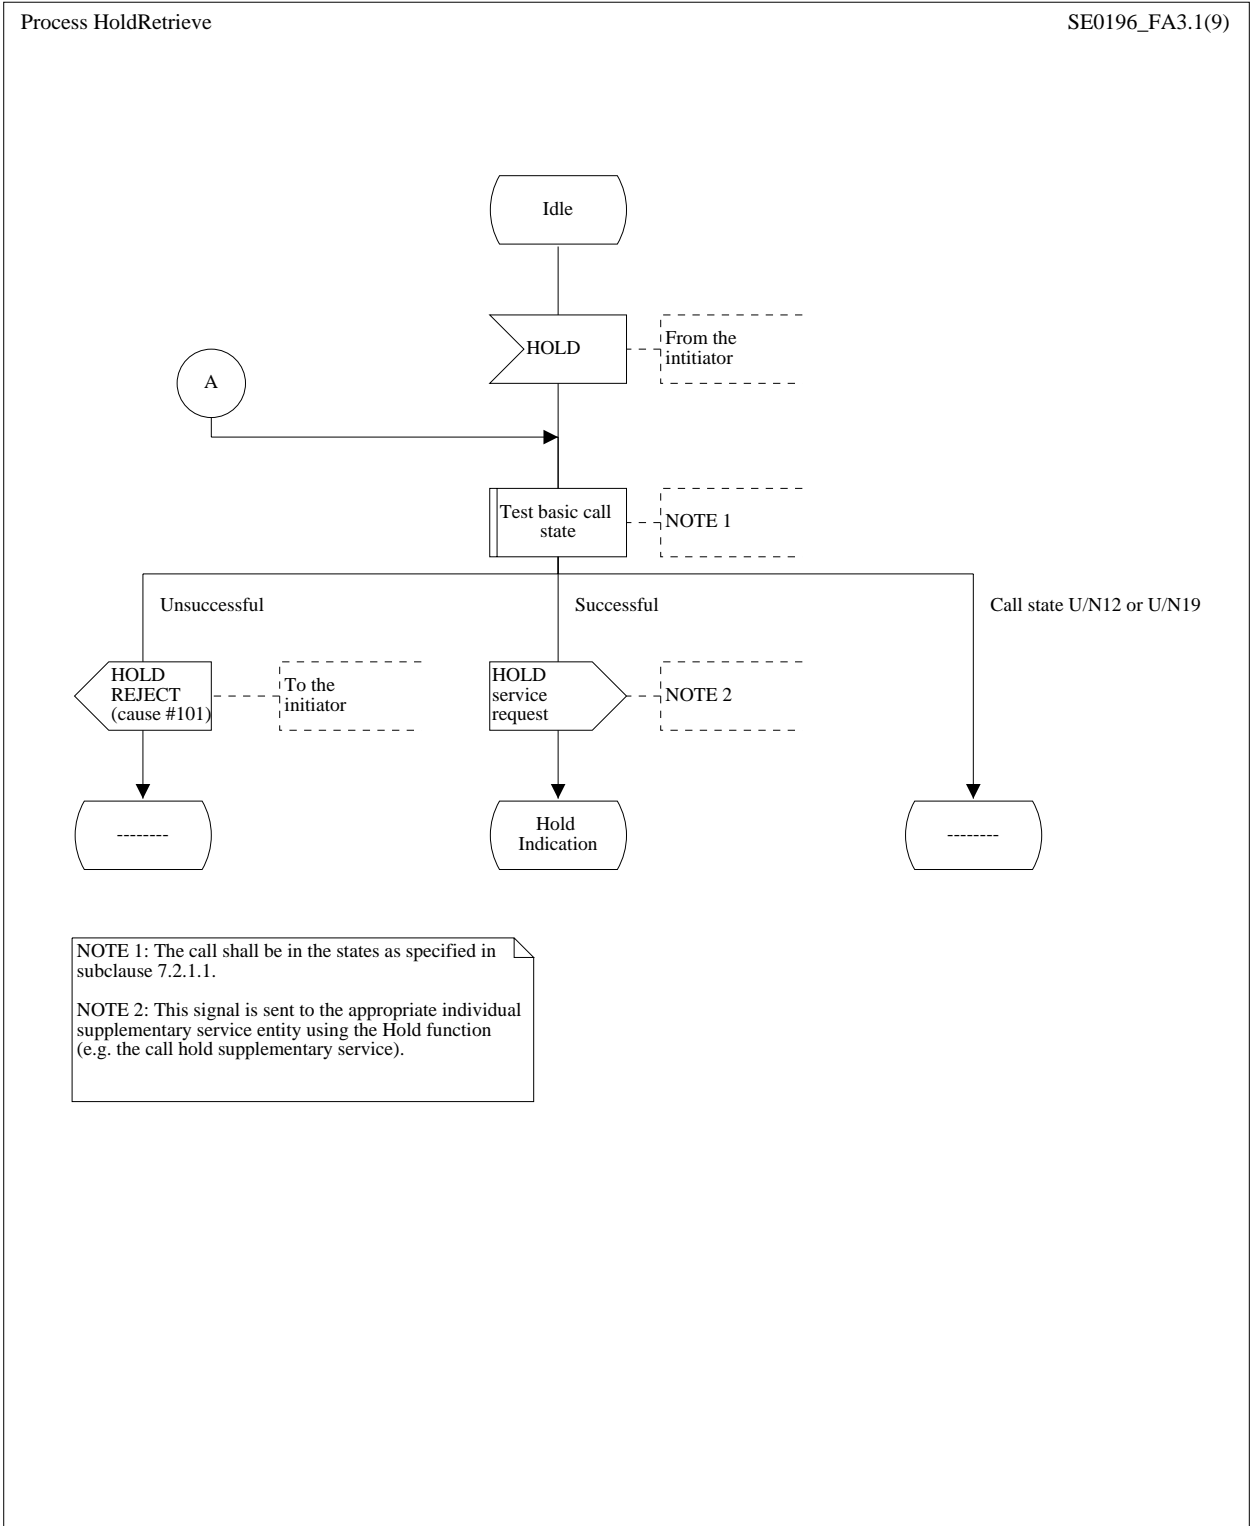 Process HoldRetrieve
SE0196_FA3.1(9)
Idle
HOLD
From the
intitiator
A
Test basic call
state
NOTE 1
Unsuccessful
Successful
Call state U/N12 or U/N19
HOLD
REJECT
(cause #101)
To the
initiator
HOLD
service
request
NOTE 2
--------
Hold
Indication
--------
NOTE 1: The call shall be in the states as specified in
subclause 7.2.1.1.
NOTE 2: This signal is sent to the appropriate individual
supplementary service entity using the Hold function
(e.g. the call hold supplementary service).